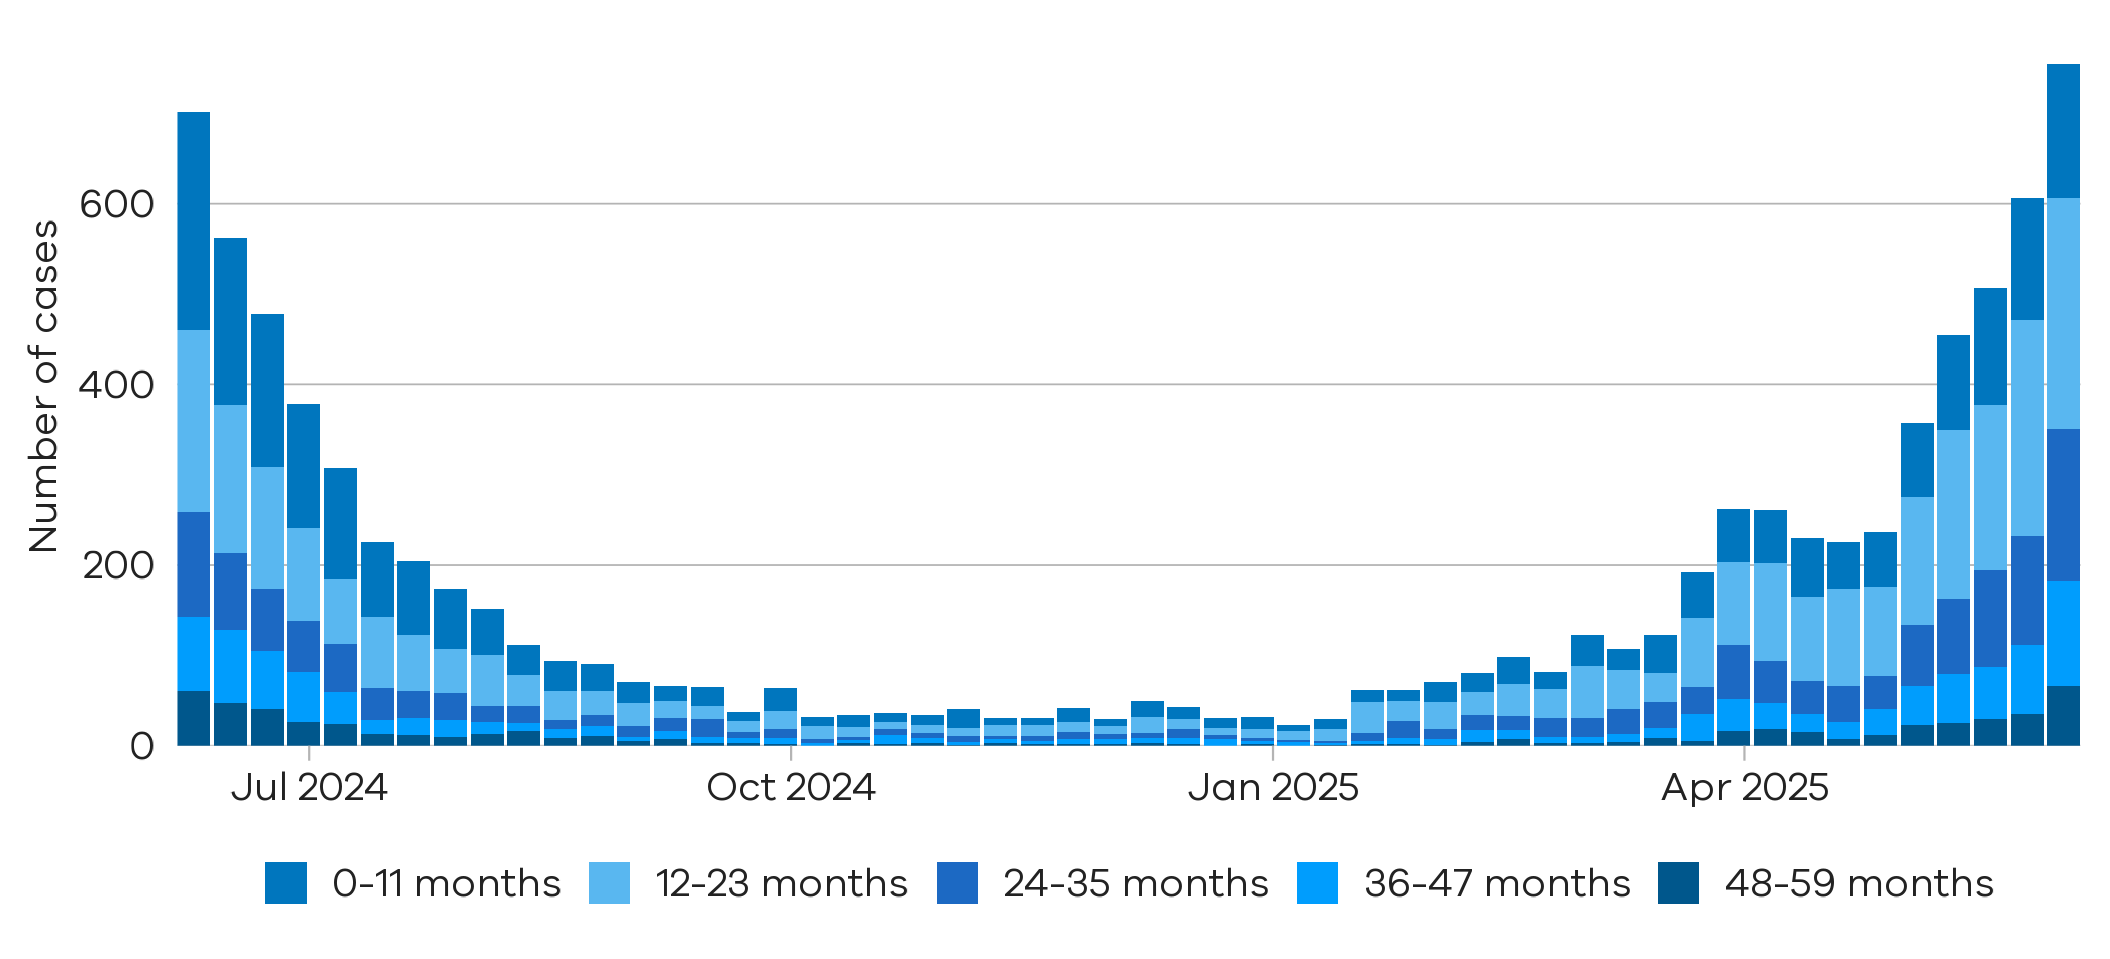 Number of cases
600
400
200
0
Jul 2024 Oct 2024 Jan 2025 Apr 2025
0-11 months 12-23 months 24-35 months 36-47 months 48-59 months